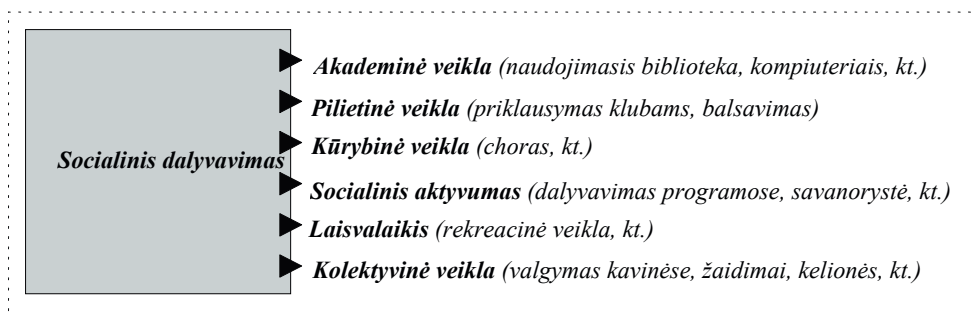 Socialinis dalyvavimas
Akademinė veikla (naudojimasis biblioteka, kompiuteriais, kt.)
Pilietinė veikla (priklausymas klubams, balsavimas)
Kūrybinė veikla (choras, kt.)
Socialinis aktyvumas (dalyvavimas programose, savanorystė, kt.)
Laisvalaikis (rekreacinė veikla, kt.)
Kolektyvinė veikla (valgymas kavinėse, žaidimai, kelionės, kt.)